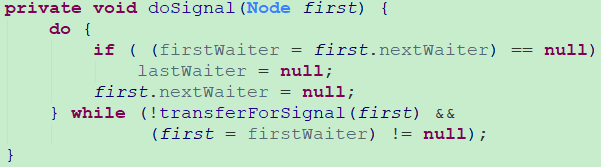 private void doSignal(Node first) {
    do {
        if ( (firstWaiter = first.nextWaiter) == null)
            lastWaiter = null;
        first.nextWaiter = null;
    } while (!transferForSignal(first) &&
             (first = firstWaiter) != null);
}